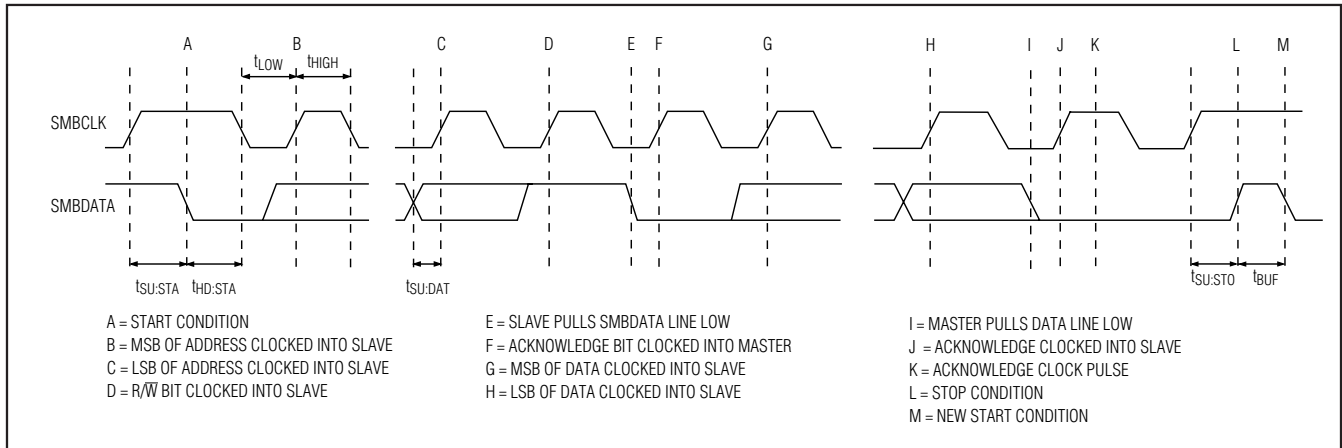 A B C D E F G H I J K L M
tLOW tHIGH
SMBCLK
SMBDATA
tSU:STA tHD:STA tSU:DAT tSU:STO tBUF
A = START CONDITION
B = MSB OF ADDRESS CLOCKED INTO SLAVE
C = LSB OF ADDRESS CLOCKED INTO SLAVE
D = R/W̅ BIT CLOCKED INTO SLAVE
E = SLAVE PULLS SMBDATA LINE LOW
F = ACKNOWLEDGE BIT CLOCKED INTO MASTER
G = MSB OF DATA CLOCKED INTO SLAVE
H = LSB OF DATA CLOCKED INTO SLAVE
I = MASTER PULLS DATA LINE LOW
J = ACKNOWLEDGE CLOCKED INTO SLAVE
K = ACKNOWLEDGE CLOCK PULSE
L = STOP CONDITION
M = NEW START CONDITION